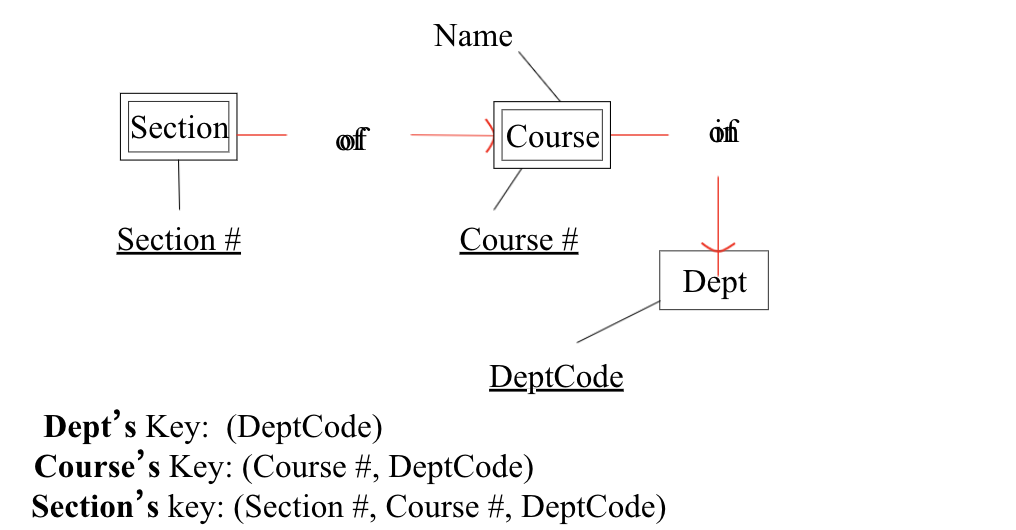 Name
Section
of
Course
in
Section #
Course #
Dept
DeptCode
Dept’s Key: (DeptCode)
Course’s Key: (Course #, DeptCode)
Section’s key: (Section #, Course #, DeptCode)